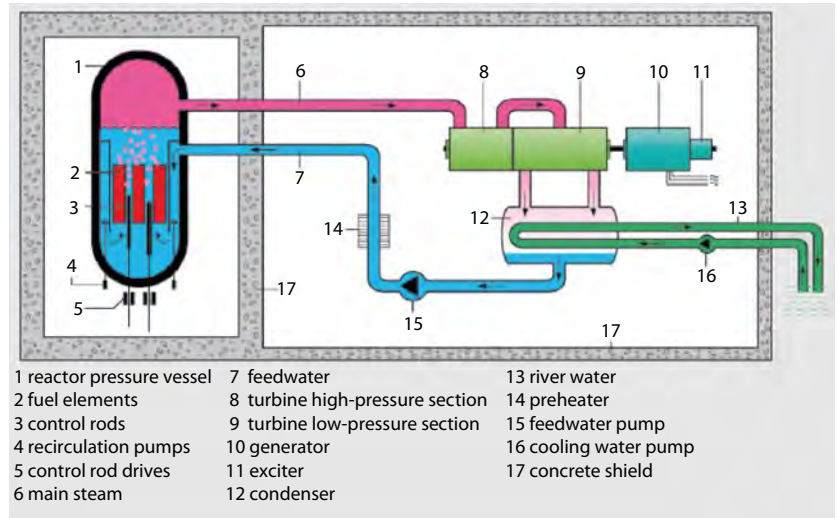 1
6
8
9
10
11
2
7
3
12
13
14
4
16
17
5
15
17
1 reactor pressure vessel
2 fuel elements
3 control rods
4 recirculation pumps
5 control rod drives
6 main steam
7 feedwater
8 turbine high-pressure section
9 turbine low-pressure section
10 generator
11 exciter
12 condenser
13 river water
14 preheater
15 feedwater pump
16 cooling water pump
17 concrete shield